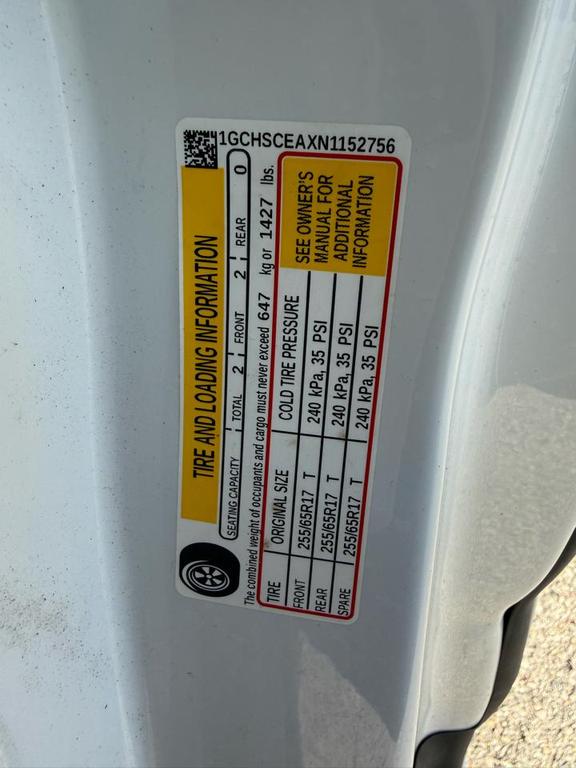 1GCHSCEAXN1152756
TIRE AND LOADING INFORMATION
SEATING CAPACITY TOTAL 2 FRONT 2 REAR 0
The combined weight of occupants and cargo must never exceed 647 kg or 1427 lbs.
TIRE ORIGINAL SIZE COLD TIRE PRESSURE
FRONT 255/65R17 T 240 kPa, 35 PSI
REAR 255/65R17 T 240 kPa, 35 PSI
SPARE 255/65R17 T 240 kPa, 35 PSI
SEE OWNER'S
MANUAL FOR
ADDITIONAL
INFORMATION